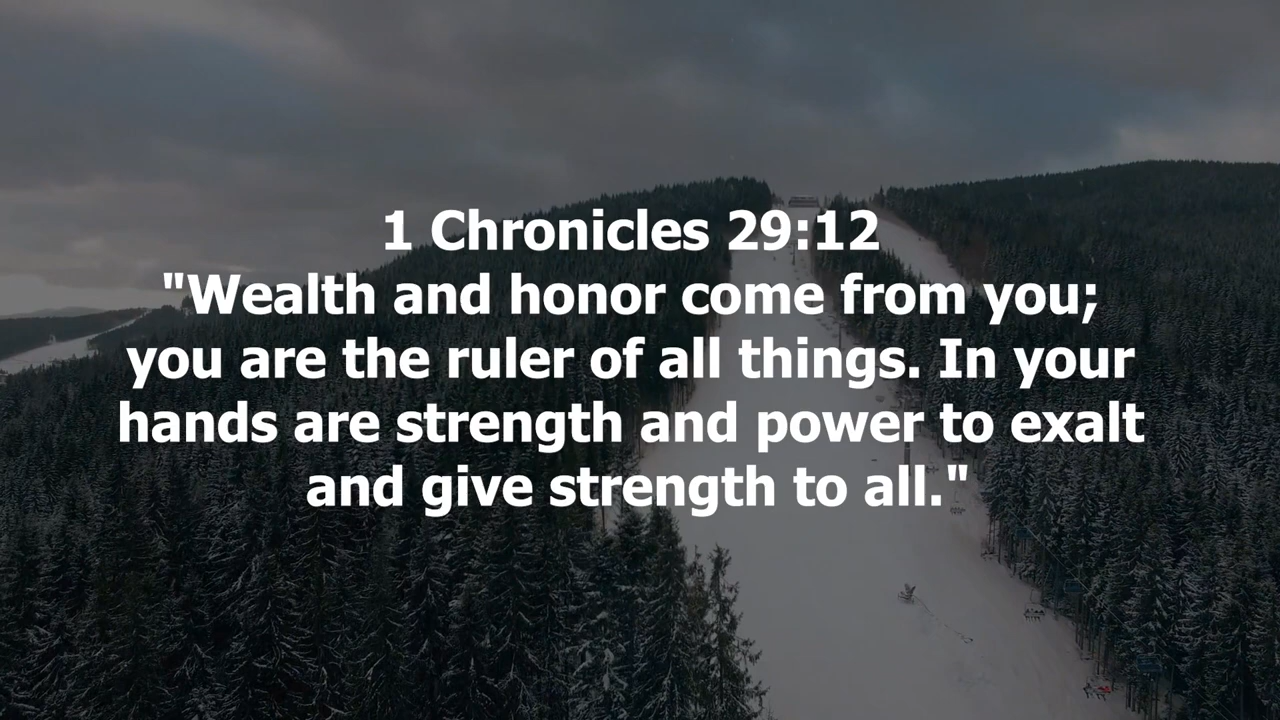 1 Chronicles 29:12
"Wealth and honor come from you;
you are the ruler of all things. In your
hands are strength and power to exalt
and give strength to all."